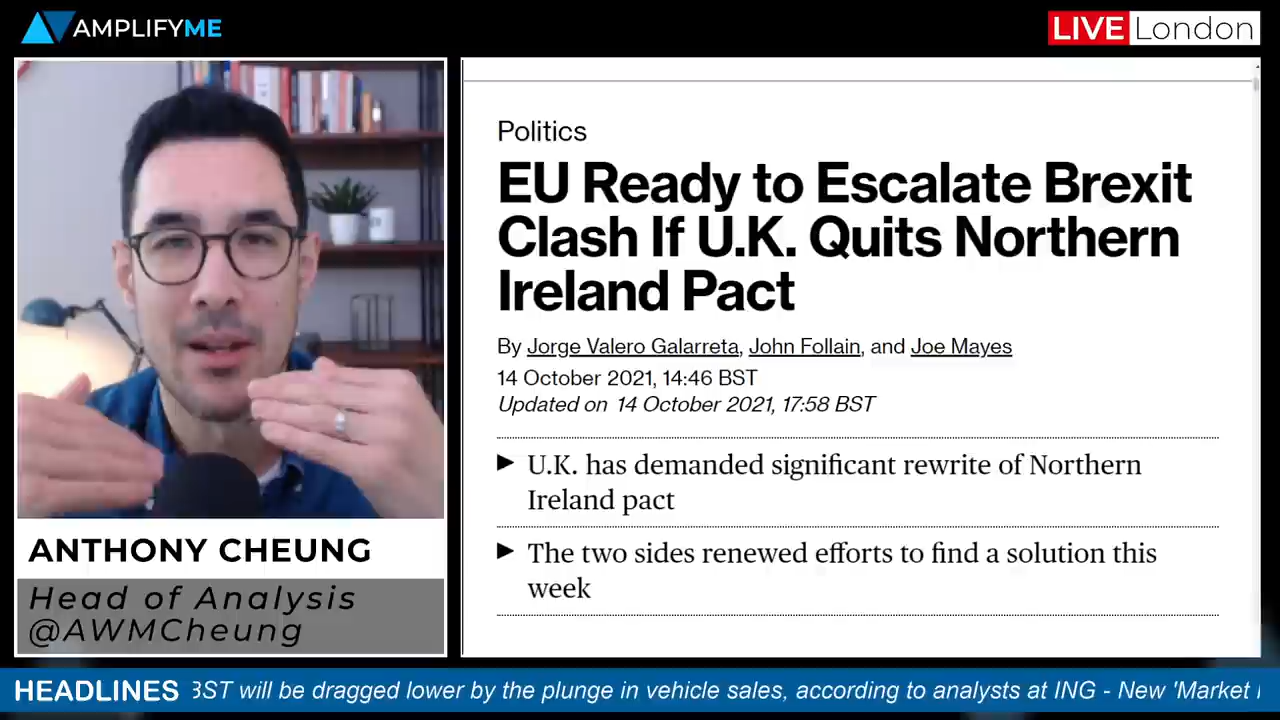 AMPLIFYME
LIVE London
Politics
EU Ready to Escalate Brexit
Clash If U.K. Quits Northern
Ireland Pact
By Jorge Valero Galarreta, John Follain, and Joe Mayes
14 October 2021, 14:46 BST
Updated on 14 October 2021, 17:58 BST
▶ U.K. has demanded significant rewrite of Northern
Ireland pact
▶ The two sides renewed efforts to find a solution this
week
ANTHONY CHEUNG
Head of Analysis
@AWMCheung
HEADLINES BST will be dragged lower by the plunge in vehicle sales, according to analysts at ING - New 'Market